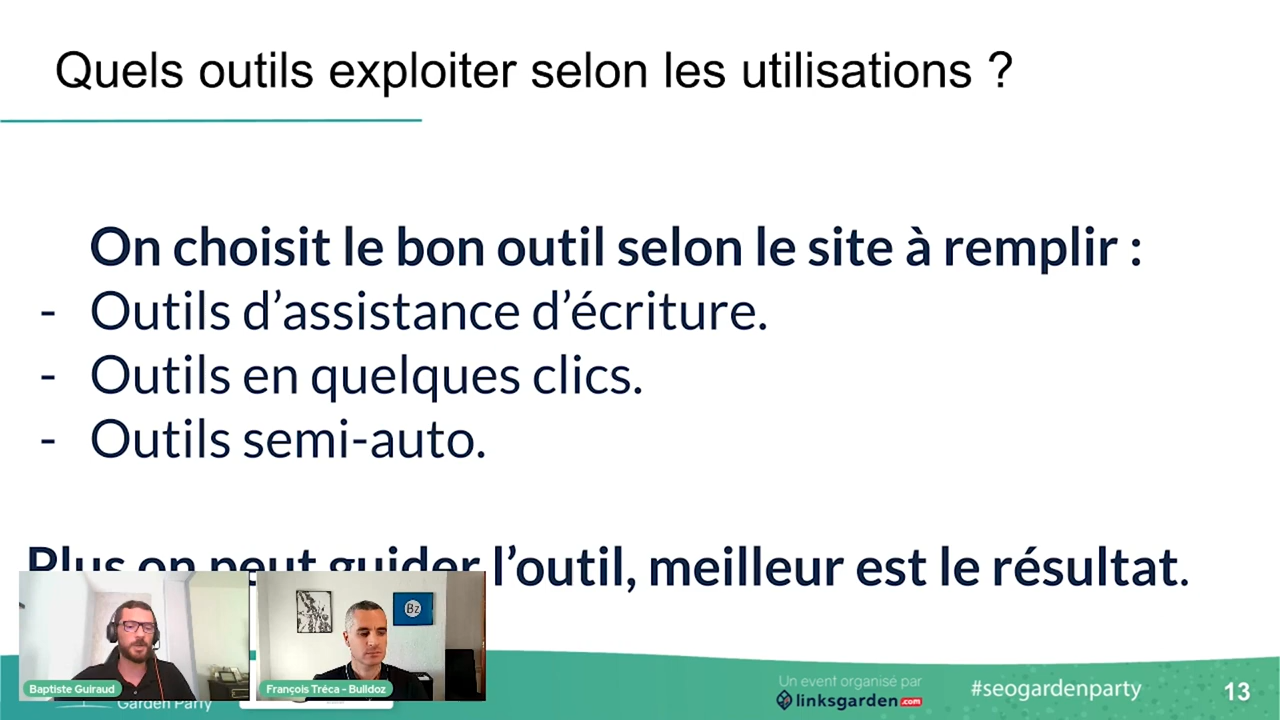 Quels outils exploiter selon les utilisations ?
On choisit le bon outil selon le site à remplir :
- Outils d’assistance d’écriture.
- Outils en quelques clics.
- Outils semi-auto.
Plus on peut guider l’outil, meilleur est le résultat.
Bz
Baptiste Guiraud
François Tréca - Bulldoz
Garden Party
Un event organisé par
linksgarden.com
#seogardenparty
13